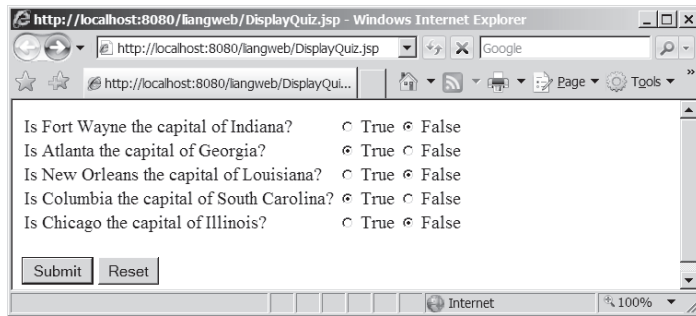 http://localhost:8080/liangweb/DisplayQuiz.jsp - Windows Internet Explorer
http://localhost:8080/liangweb/DisplayQuiz.jsp Google
http://localhost:8080/liangweb/DisplayQui... Page Tools »
Is Fort Wayne the capital of Indiana? True False
Is Atlanta the capital of Georgia? True False
Is New Orleans the capital of Louisiana? True False
Is Columbia the capital of South Carolina? True False
Is Chicago the capital of Illinois? True False
Submit Reset
Internet 100%